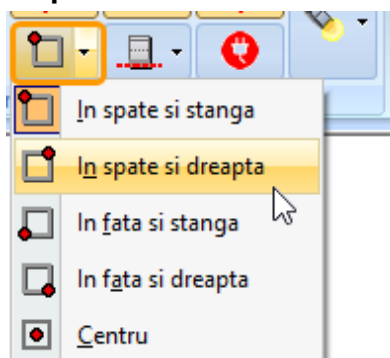 In spate si stanga
In spate si dreapta
In fata si stanga
In fata si dreapta
Centru